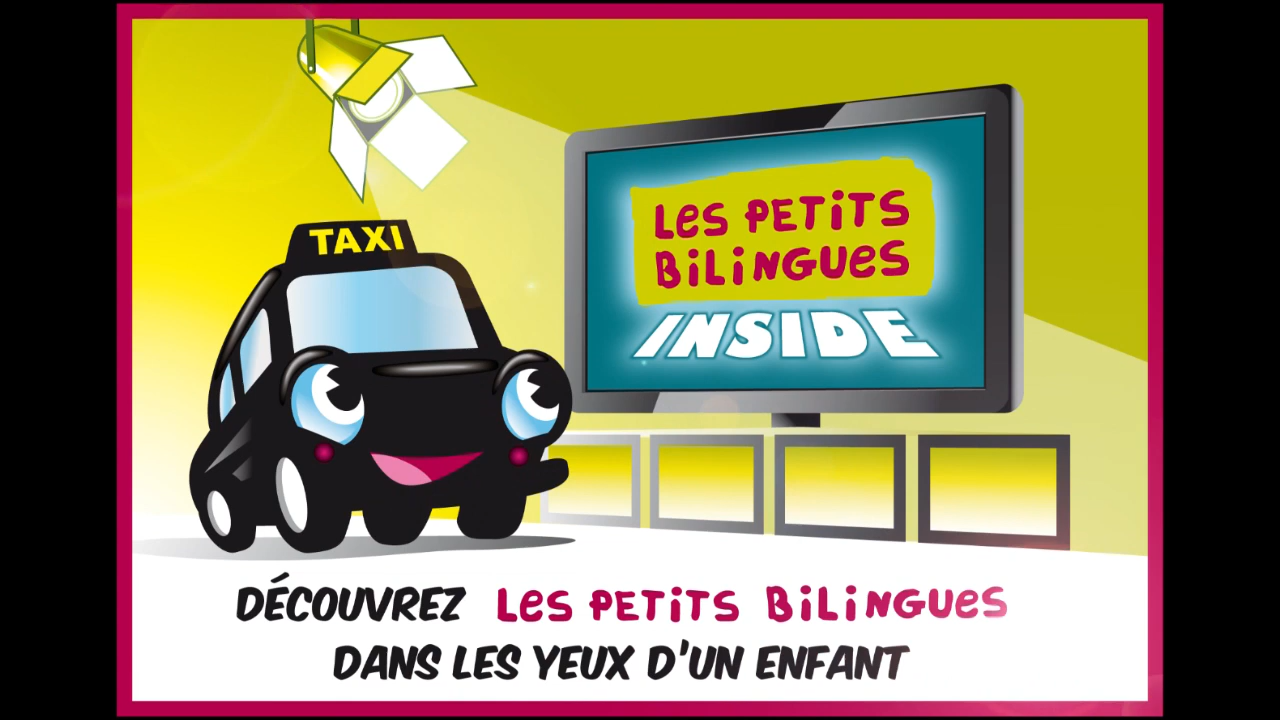 TAXI
Les PETiTS
BiLiNGUeS
INSIDE
DÉCOUVREZ Les PETiTS BiLiNGUeS
DANS LES YEUX D'UN ENFANT